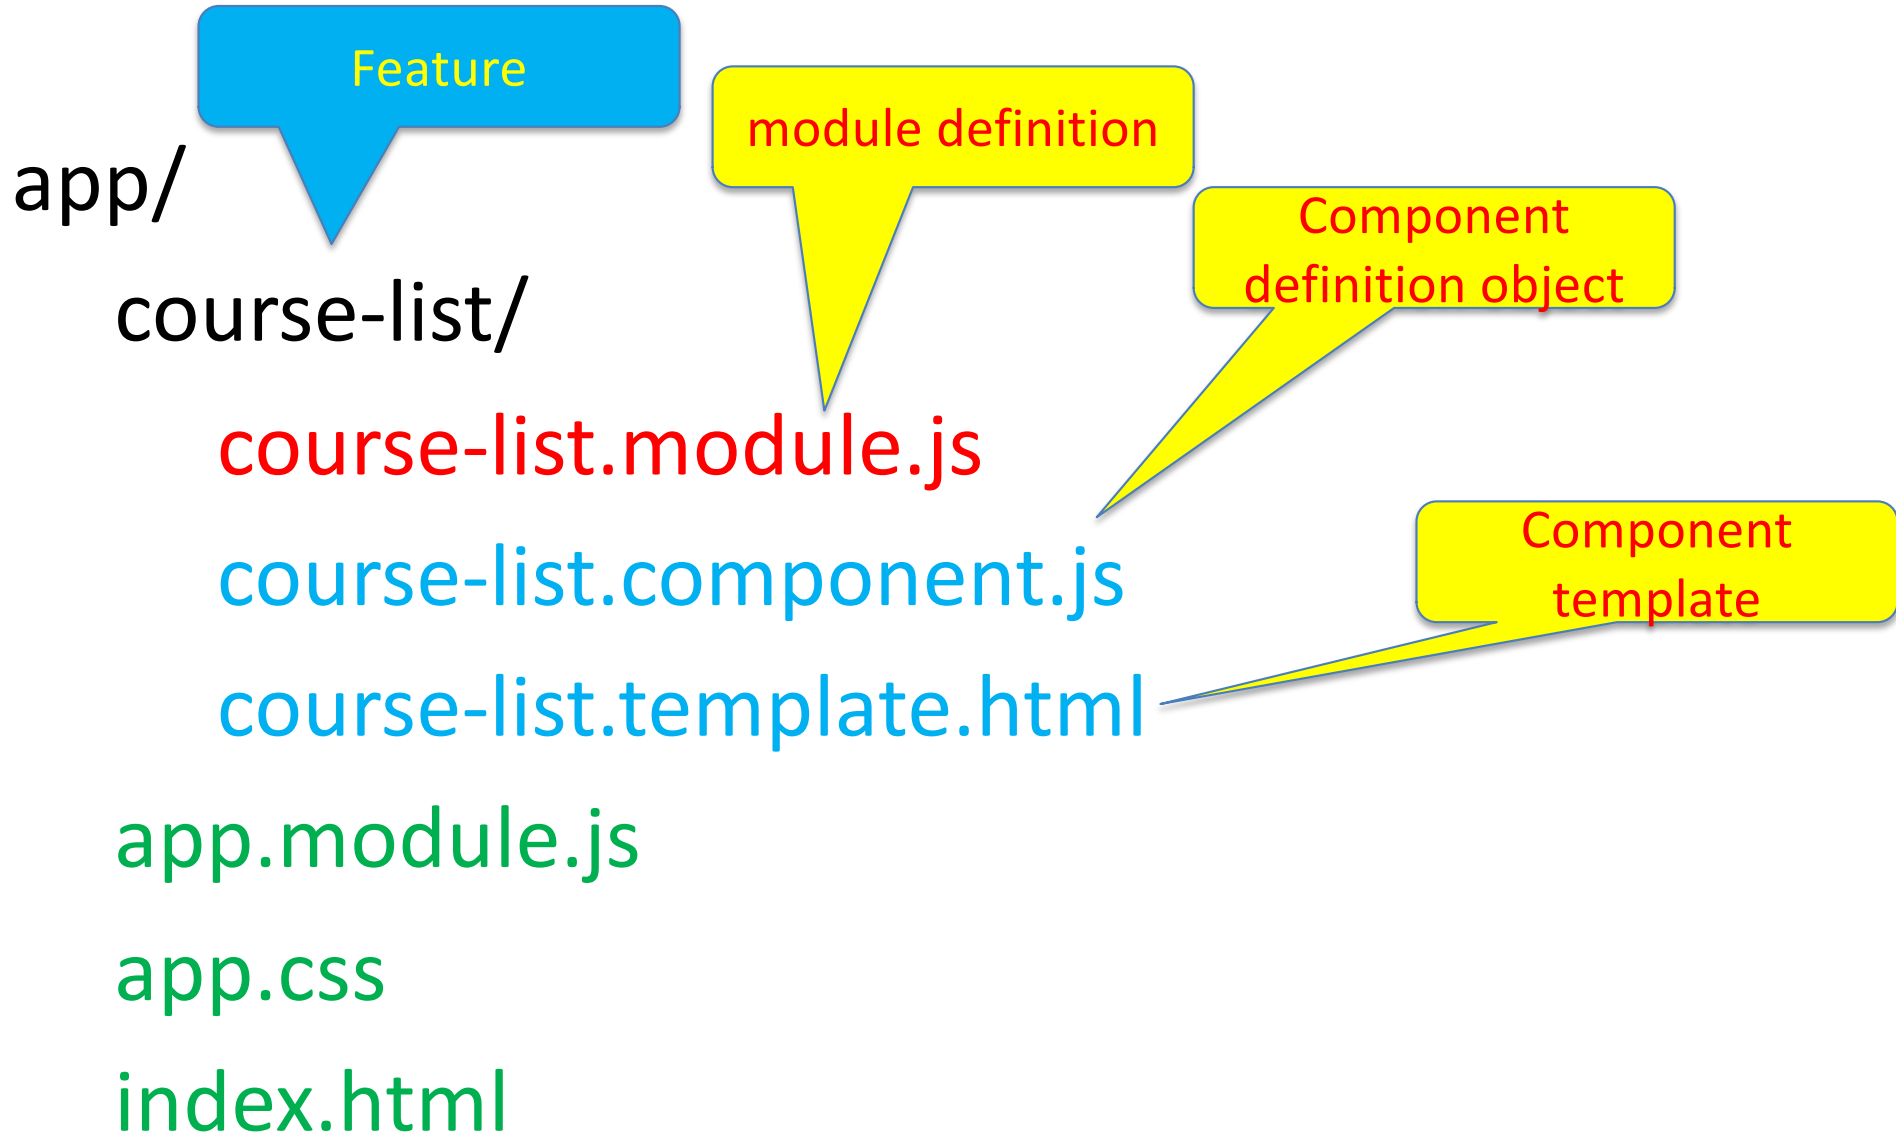 Feature
module definition
app/
Component
definition object
course-list/
course-list.module.js
course-list.component.js
Component
template
course-list.template.html
app.module.js
app.css
index.html